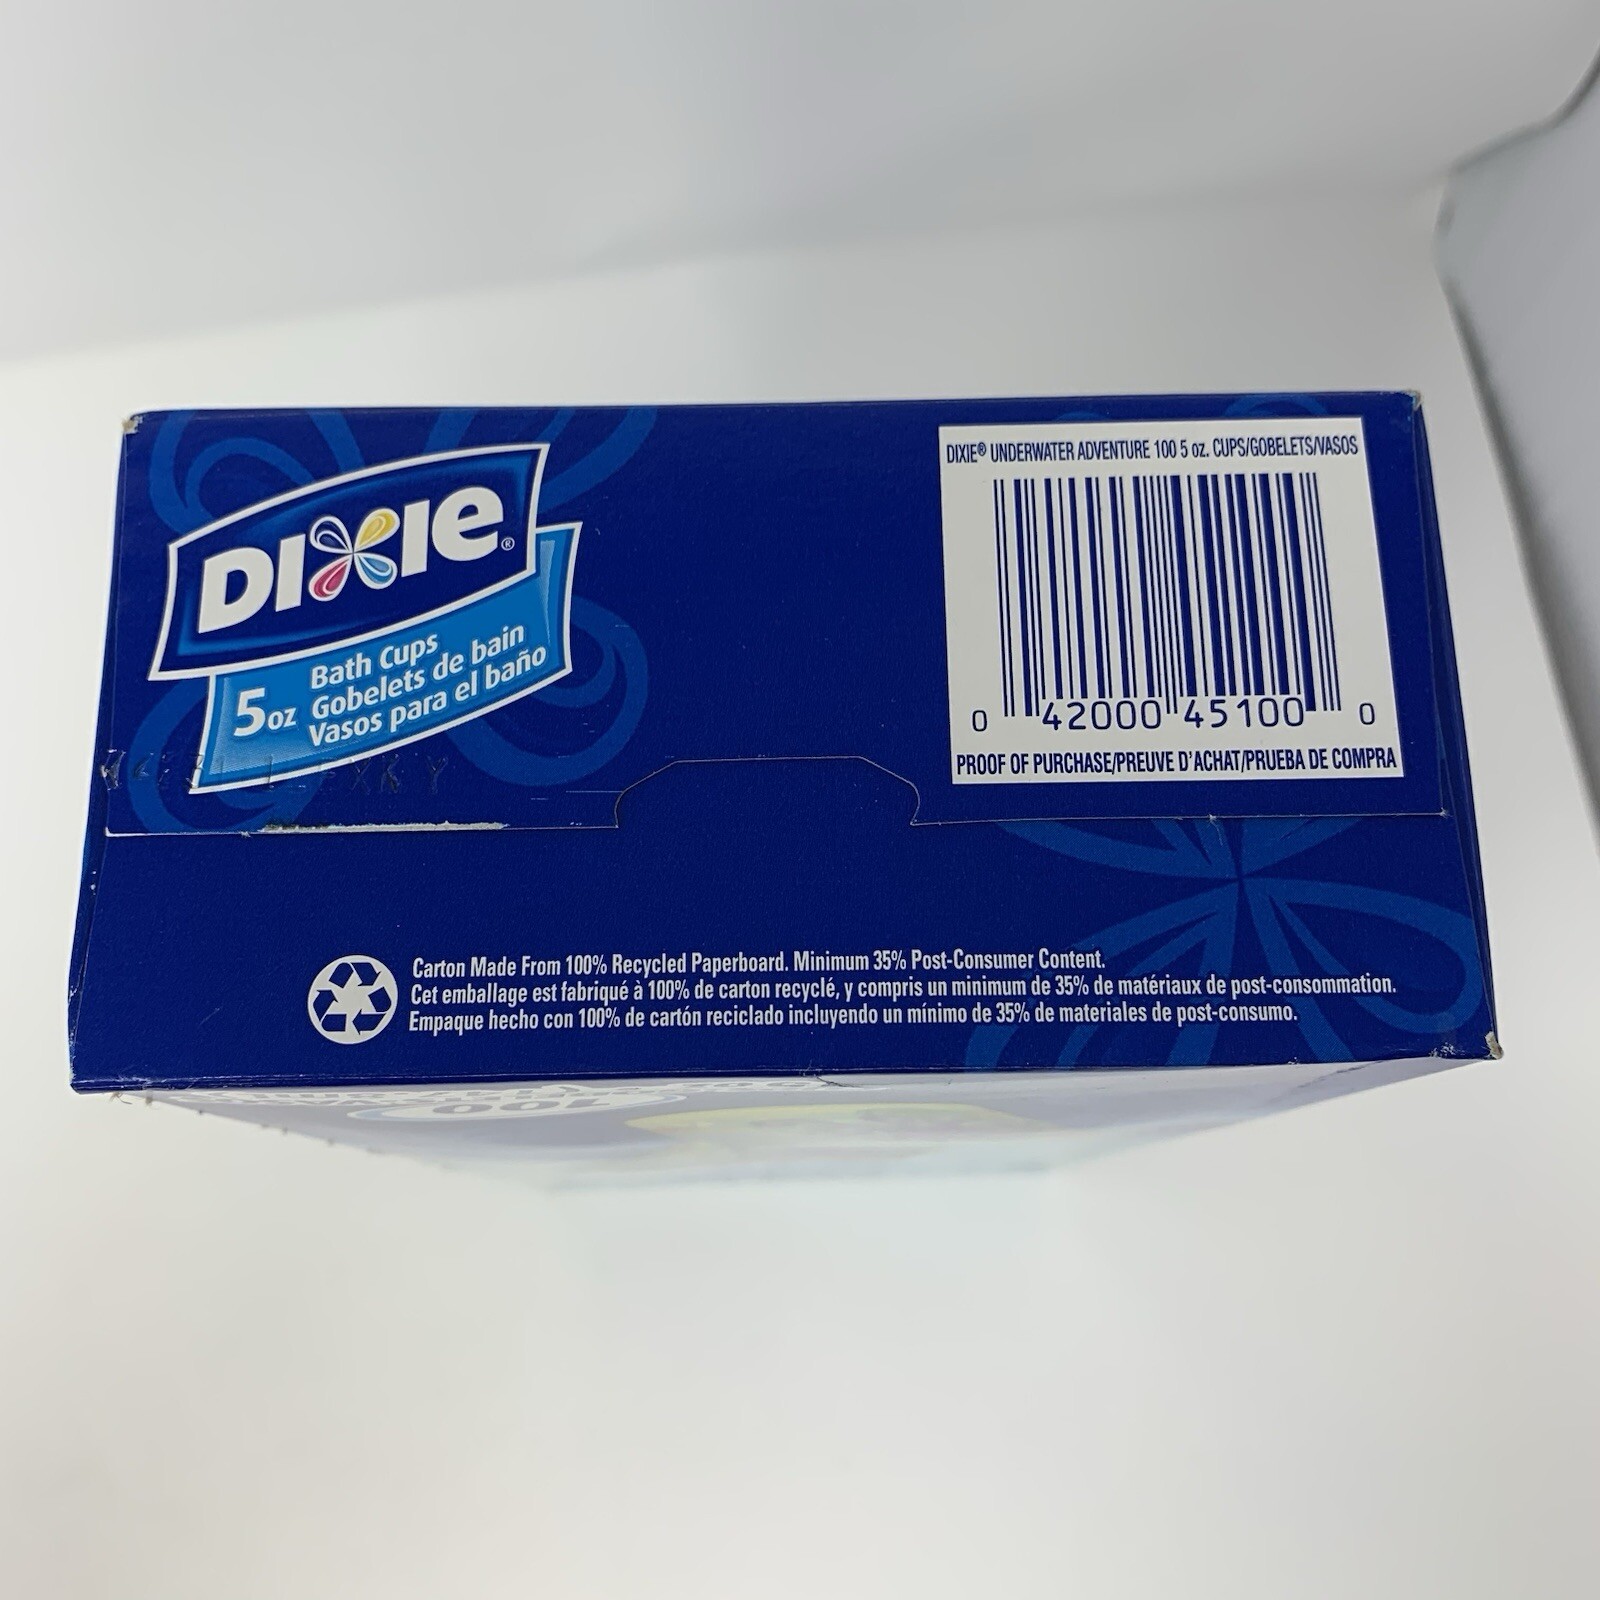 DIXIE®
5oz
Bath Cups
Gobelets de bain
Vasos para el baño
DIXIE® UNDERWATER ADVENTURE 100 5 oz. CUPS/GOBELETS/VASOS
0 42000 45100 0
PROOF OF PURCHASE/PREUVE D'ACHAT/PRUEBA DE COMPRA
Carton Made From 100% Recycled Paperboard. Minimum 35% Post-Consumer Content.
Cet emballage est fabriqué à 100% de carton recyclé, y compris un minimum de 35% de matériaux de post-consommation.
Empaque hecho con 100% de cartón reciclado incluyendo un mínimo de 35% de materiales de post-consumo.
100